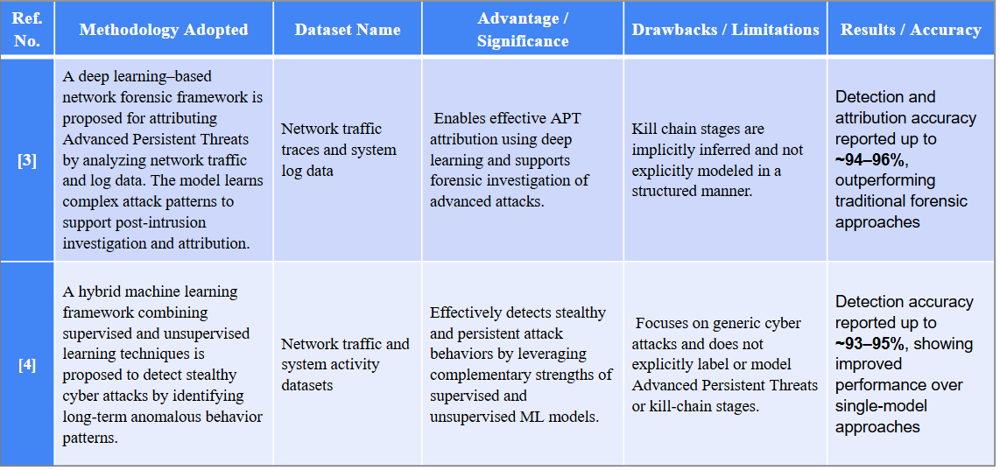 Ref.
No.
Methodology Adopted
Dataset Name
Advantage /
Significance
Drawbacks / Limitations
Results / Accuracy
[3]
A deep learning–based
network forensic framework is
proposed for attributing
Advanced Persistent Threats
by analyzing network traffic
and log data. The model learns
complex attack patterns to
support post-intrusion
investigation and attribution.
Network traffic
traces and system
log data
Enables effective APT
attribution using deep
learning and supports
forensic investigation of
advanced attacks.
Kill chain stages are
implicitly inferred and not
explicitly modeled in a
structured manner.
Detection and
attribution accuracy
reported up to
~94–96%,
outperforming
traditional forensic
approaches
[4]
A hybrid machine learning
framework combining
supervised and unsupervised
learning techniques is
proposed to detect stealthy
cyber attacks by identifying
long-term anomalous behavior
patterns.
Network traffic and
system activity
datasets
Effectively detects stealthy
and persistent attack
behaviors by leveraging
complementary strengths of
supervised and
unsupervised ML models.
Focuses on generic cyber
attacks and does not
explicitly label or model
Advanced Persistent Threats
or kill-chain stages.
Detection accuracy
reported up to
~93–95%, showing
improved
performance over
single-model
approaches